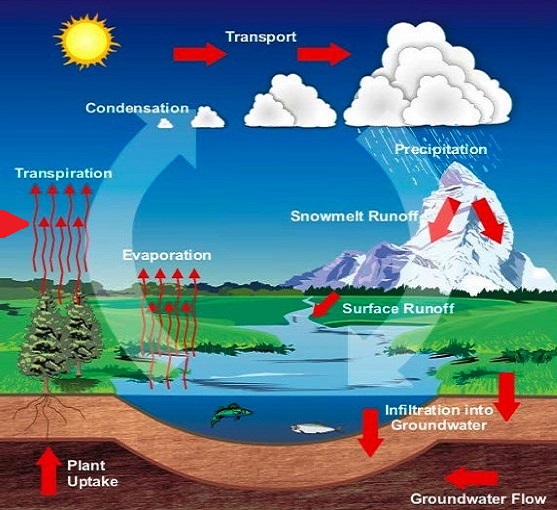 Transport
Condensation
Precipitation
Transpiration
Snowmelt Runoff
Evaporation
Surface Runoff
Infiltration into
Groundwater
Plant
Uptake
Groundwater Flow